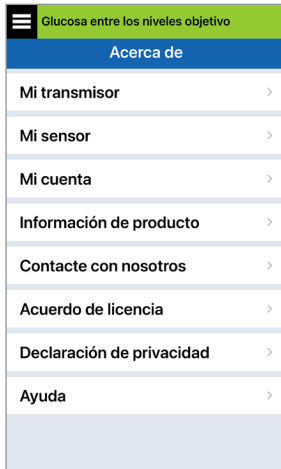 Glucosa entre los niveles objetivo
Acerca de
Mi transmisor
Mi sensor
Mi cuenta
Información de producto
Contacte con nosotros
Acuerdo de licencia
Declaración de privacidad
Ayuda